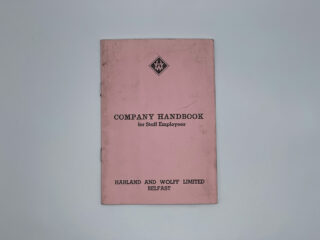 COMPANY HANDBOOK
for Staff Employees
HARLAND AND WOLFF LIMITED
BELFAST